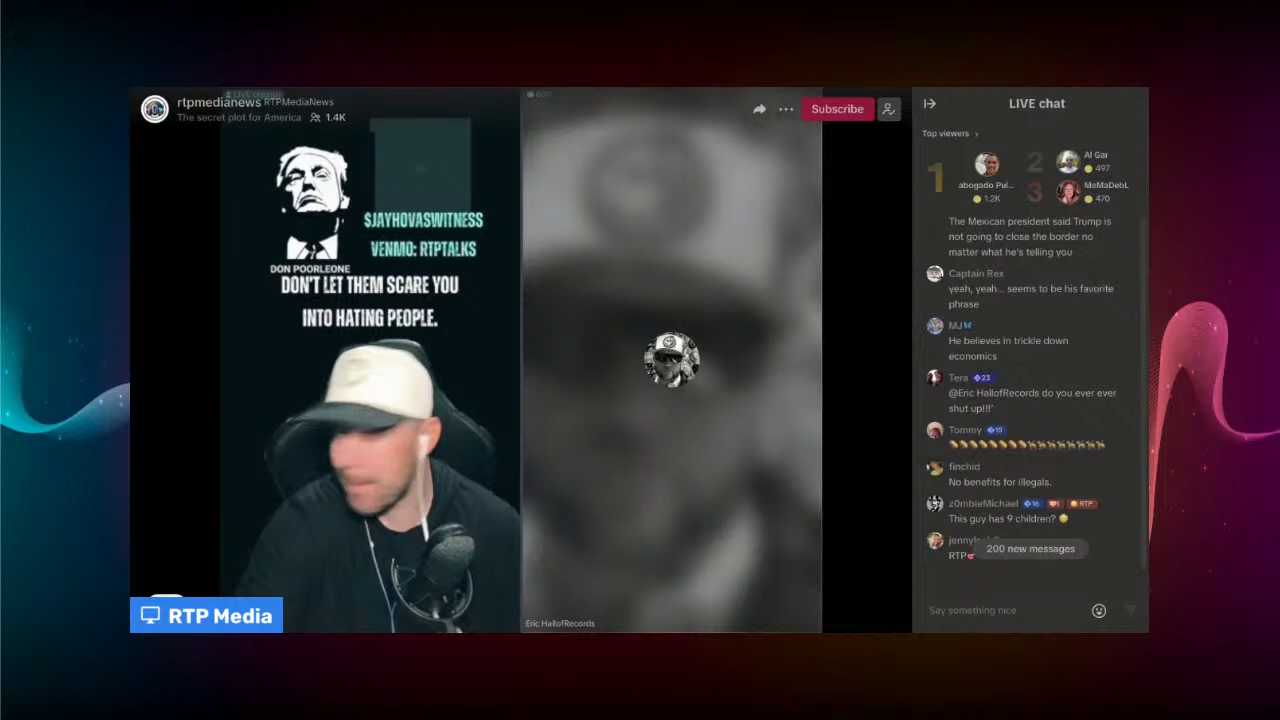 rtpmedianews RTPMediaNews
The secret plot for America 1.4K
Subscribe
$JAYHOVASWITNESS
VENMO: RTPTALKS
DON POORLEONE
DON'T LET THEM SCARE YOU
INTO HATING PEOPLE.
RTP Media
Eric HallofRecords
LIVE chat
Top viewers
1
abogado Pul...
1.2K
2
Al Gar
497
3
MeMaDebL
470
The Mexican president said Trump is
not going to close the border no
matter what he's telling you
Captain Rex
yeah, yeah... seems to be his favorite
phrase
MJ
He believes in trickle down
economics
Tera 23
@Eric HallofRecords do you ever ever
shut up!!!'
Tommy 15
finchid
No benefits for illegals.
z0mbieMichael 16 RTP
This guy has 9 children?
RTP
200 new messages
Say something nice